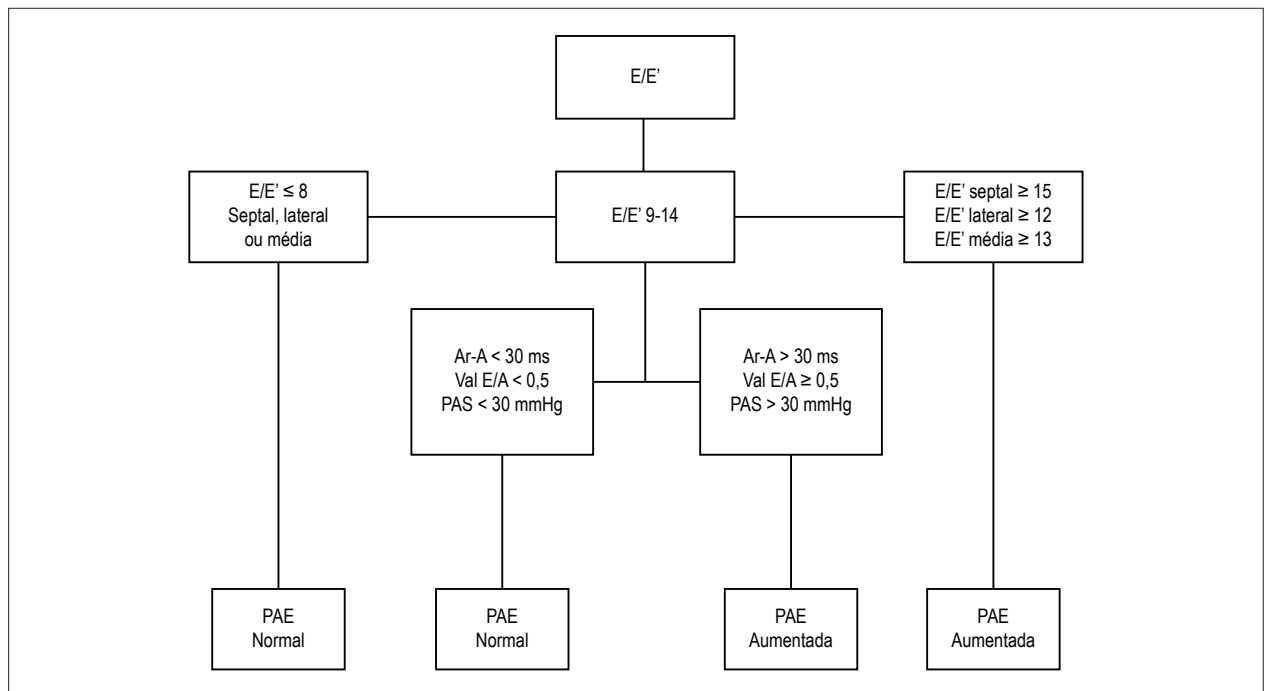 E/E'
E/E' ≤ 8
Septal, lateral
ou média
E/E' 9-14
E/E' septal ≥ 15
E/E' lateral ≥ 12
E/E' média ≥ 13
Ar-A < 30 ms
Val E/A < 0,5
PAS < 30 mmHg
Ar-A > 30 ms
Val E/A ≥ 0,5
PAS > 30 mmHg
PAE
Normal
PAE
Normal
PAE
Aumentada
PAE
Aumentada